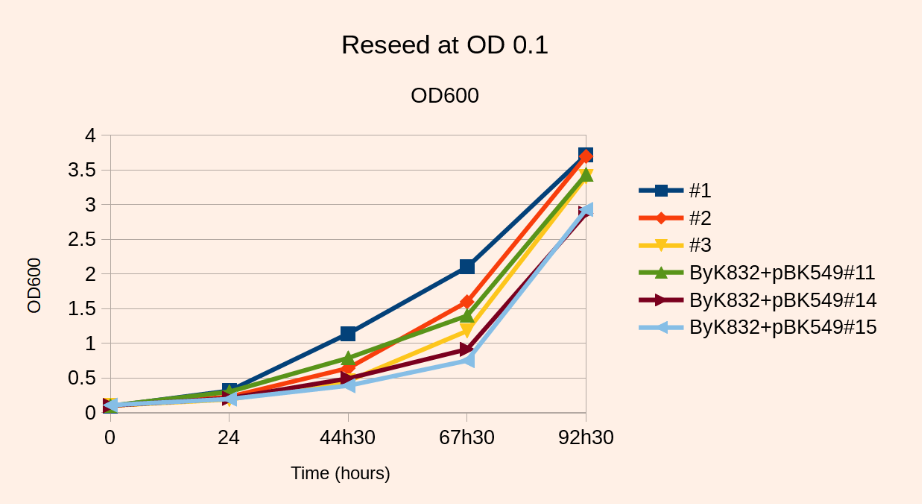 Reseed at OD 0.1
OD600
4
3.5
3
2.5
2
1.5
1
0.5
0
OD600
0 24 44h30 67h30 92h30
Time (hours)
#1
#2
#3
ByK832+pBK549#11
ByK832+pBK549#14
ByK832+pBK549#15